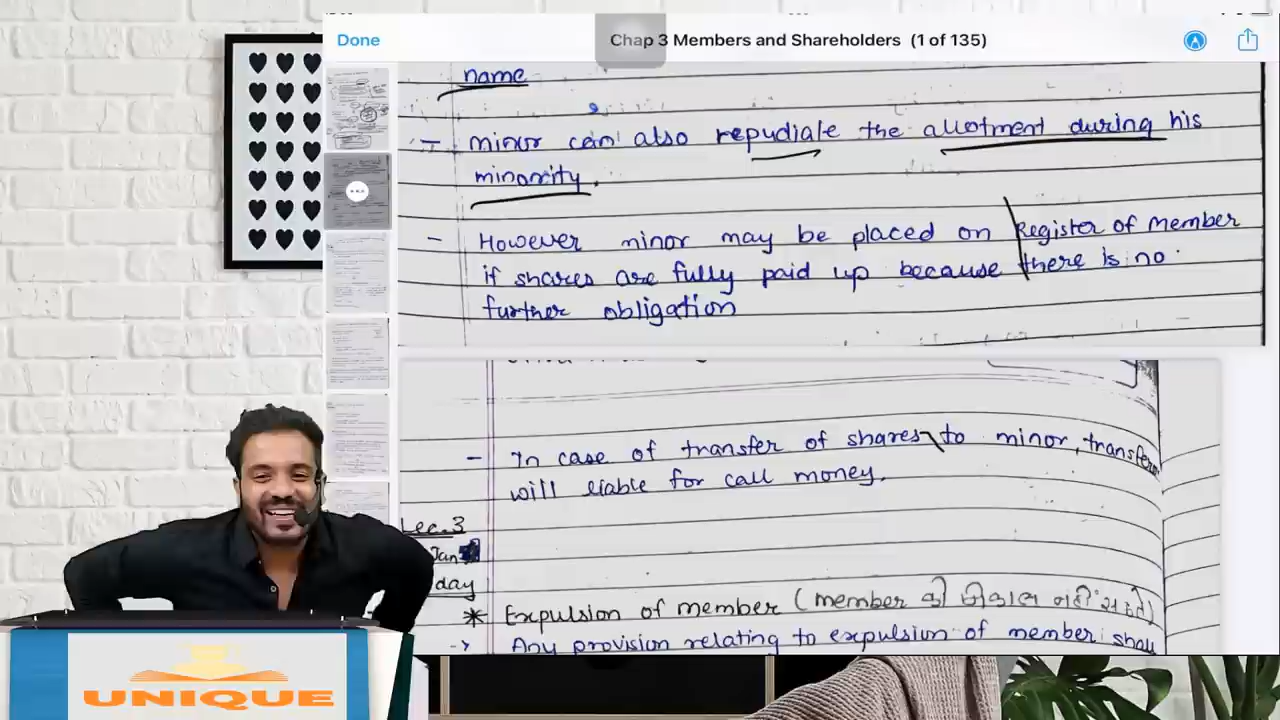 Done
Chap 3 Members and Shareholders (1 of 135)
name
- minor can also repudiate the allotment during his
minority.
- However minor may be placed on Register of Member
if shares are fully paid up because there is no
further obligation
- In case of transfer of shares to minor, transferor
will liable for call money.
Lec. 3
Jan
day
* Expulsion of member (member को निकाल नहीं सकते)
-> Any provision relating to expulsion of member shall
UNIQUE